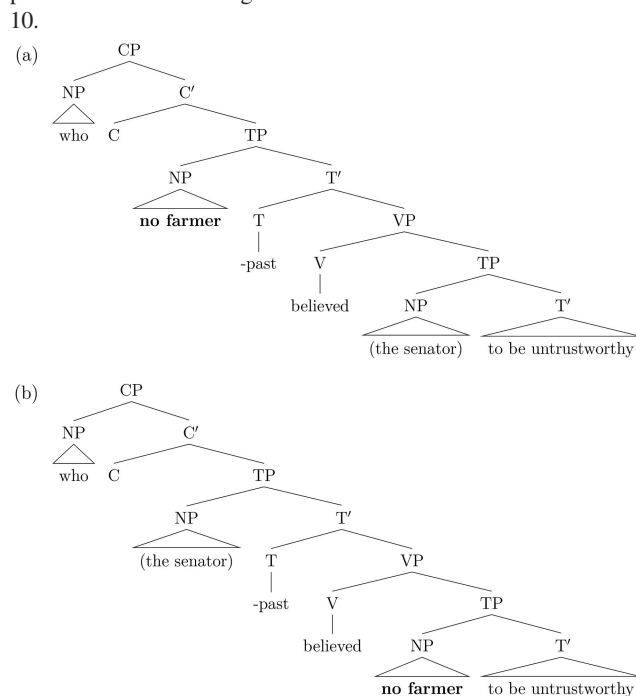 10.
(a)
CP
NP C′
who C TP
NP T′
no farmer T VP
-past V TP
believed NP T′
(the senator) to be untrustworthy
(b)
CP
NP C′
who C TP
NP T′
(the senator) T VP
-past V TP
believed NP T′
no farmer to be untrustworthy